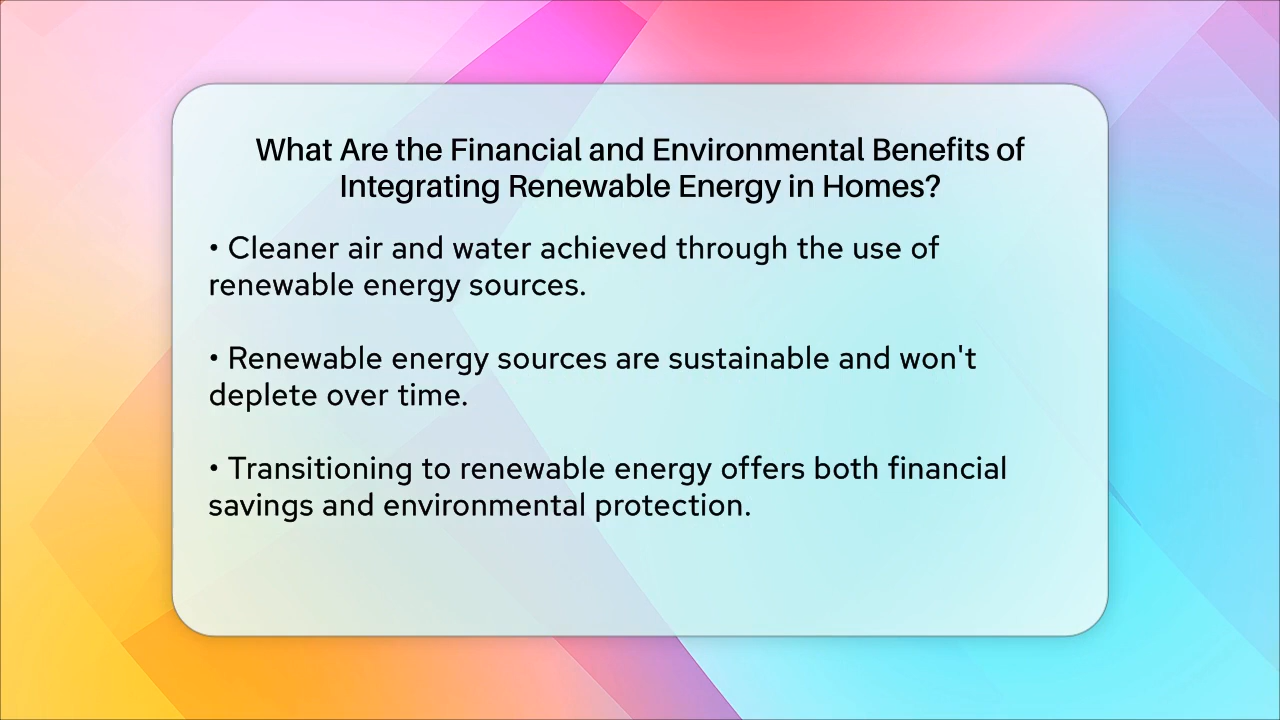 What Are the Financial and Environmental Benefits of
Integrating Renewable Energy in Homes?
• Cleaner air and water achieved through the use of
renewable energy sources.
• Renewable energy sources are sustainable and won't
deplete over time.
• Transitioning to renewable energy offers both financial
savings and environmental protection.